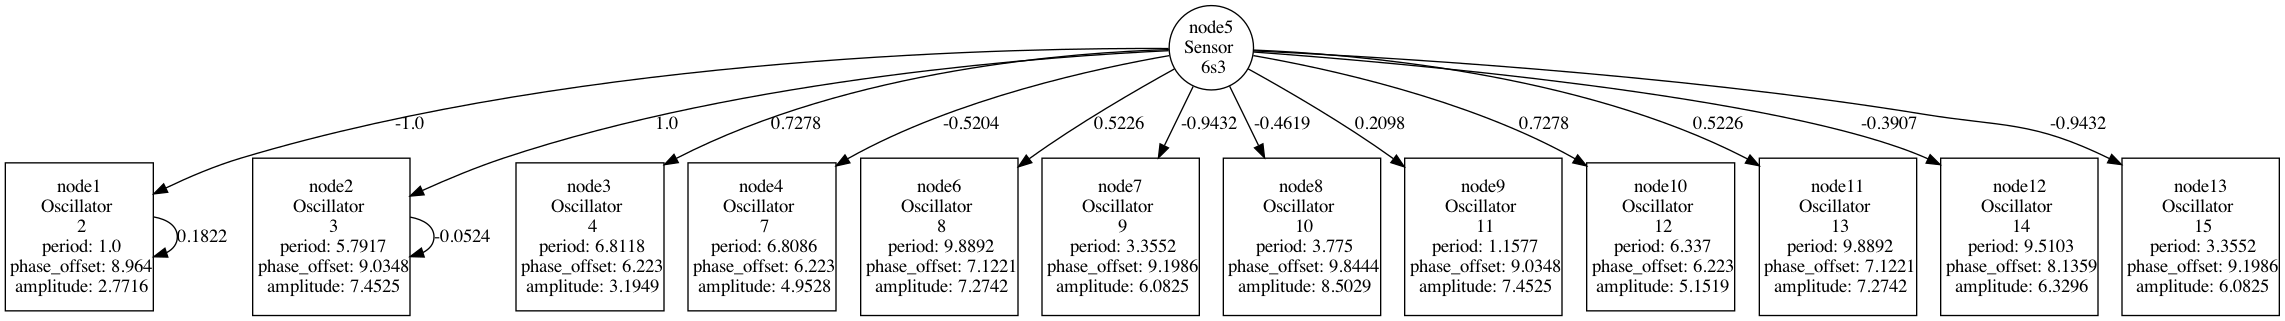 node5
Sensor
6s3
-1.0
1.0
0.7278
-0.5204
0.5226
-0.9432
-0.4619
0.2098
0.7278
0.5226
-0.3907
-0.9432
node1
Oscillator
2
period: 1.0
phase_offset: 8.964
amplitude: 2.7716
0.1822
node2
Oscillator
3
period: 5.7917
phase_offset: 9.0348
amplitude: 7.4525
-0.0524
node3
Oscillator
4
period: 6.8118
phase_offset: 6.223
amplitude: 3.1949
node4
Oscillator
7
period: 6.8086
phase_offset: 6.223
amplitude: 4.9528
node6
Oscillator
8
period: 9.8892
phase_offset: 7.1221
amplitude: 7.2742
node7
Oscillator
9
period: 3.3552
phase_offset: 9.1986
amplitude: 6.0825
node8
Oscillator
10
period: 3.775
phase_offset: 9.8444
amplitude: 8.5029
node9
Oscillator
11
period: 1.1577
phase_offset: 9.0348
amplitude: 7.4525
node10
Oscillator
12
period: 6.337
phase_offset: 6.223
amplitude: 5.1519
node11
Oscillator
13
period: 9.8892
phase_offset: 7.1221
amplitude: 7.2742
node12
Oscillator
14
period: 9.5103
phase_offset: 8.1359
amplitude: 6.3296
node13
Oscillator
15
period: 3.3552
phase_offset: 9.1986
amplitude: 6.0825